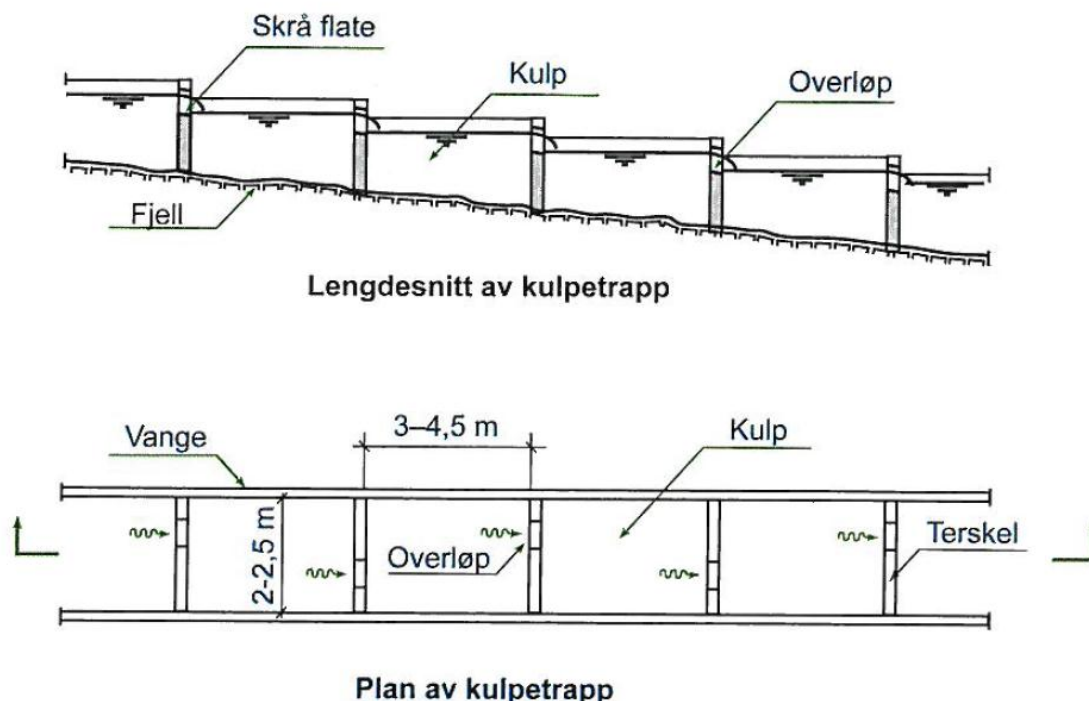 Skrå flate
Kulp
Overløp
Fjell
Lengdesnitt av kulpetrapp
3–4,5 m
Vange
Kulp
2-2,5 m
Overløp
Terskel
Plan av kulpetrapp